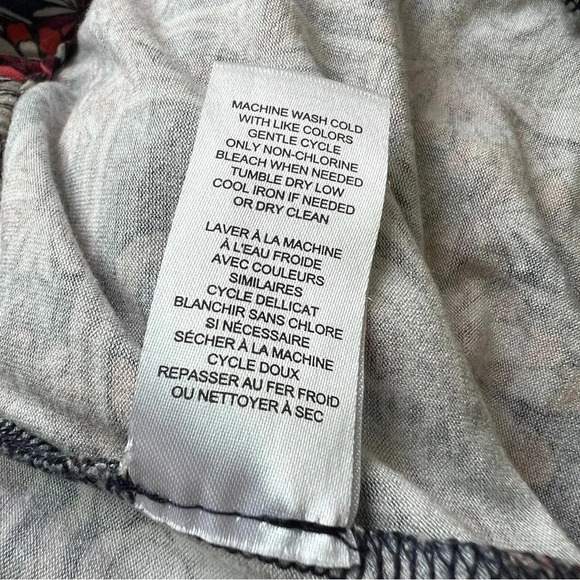 MACHINE WASH COLD
WITH LIKE COLORS
GENTLE CYCLE
ONLY NON-CHLORINE
BLEACH WHEN NEEDED
TUMBLE DRY LOW
COOL IRON IF NEEDED
OR DRY CLEAN
LAVER À LA MACHINE
À L'EAU FROIDE
AVEC COULEURS
SIMILAIRES
CYCLE DELLICAT
BLANCHIR SANS CHLORE
SI NÉCESSAIRE
SÉCHER À LA MACHINE
CYCLE DOUX
REPASSER AU FER FROID
OU NETTOYER À SEC